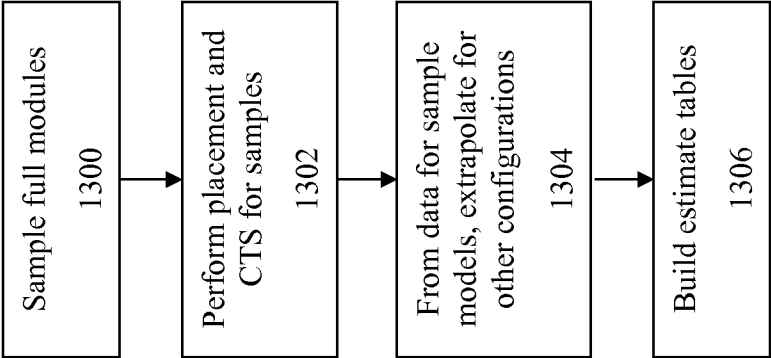 Sample full modules
1300
Perform placement and
CTS for samples
1302
From data for sample
models, extrapolate for
other configurations
1304
Build estimate tables
1306